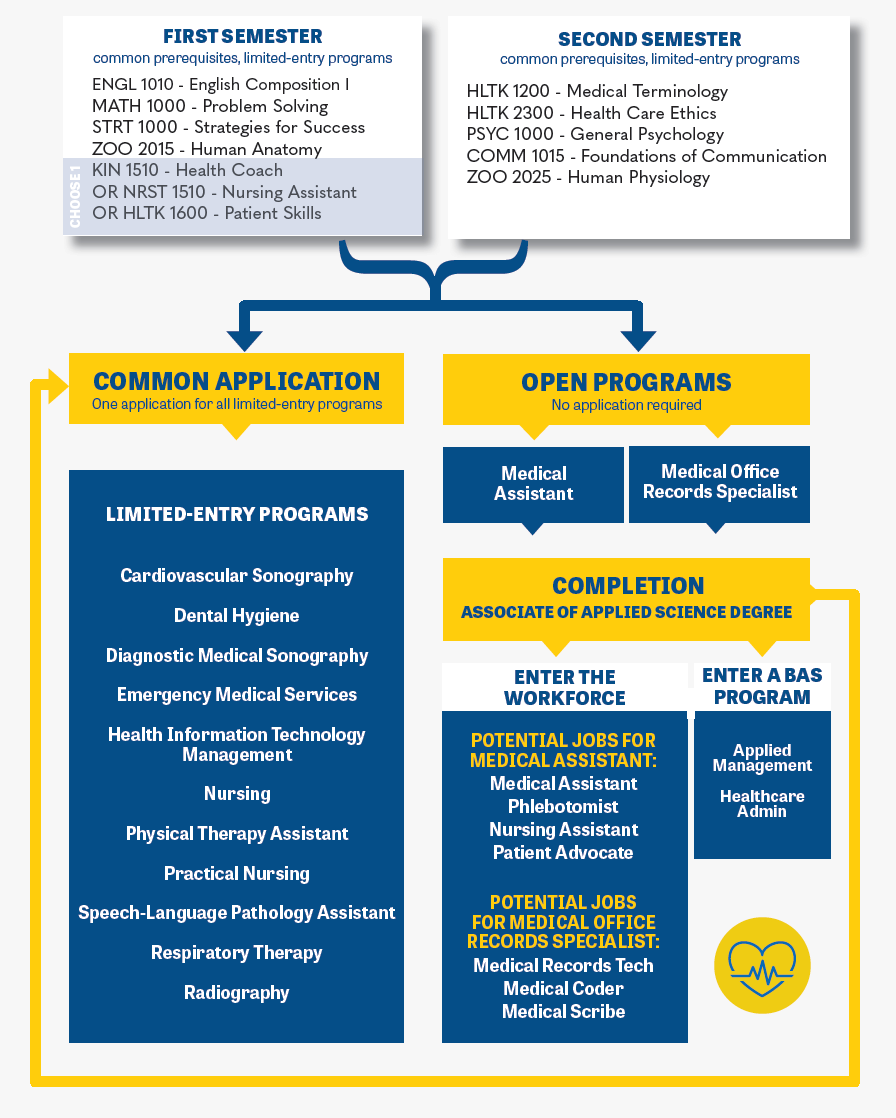 FIRST SEMESTER
common prerequisites, limited-entry programs
ENGL 1010 - English Composition I
MATH 1000 - Problem Solving
STRT 1000 - Strategies for Success
ZOO 2015 - Human Anatomy
CHOOSE 1
KIN 1510 - Health Coach
OR NRST 1510 - Nursing Assistant
OR HLTK 1600 - Patient Skills
SECOND SEMESTER
common prerequisites, limited-entry programs
HLTK 1200 - Medical Terminology
HLTK 2300 - Health Care Ethics
PSYC 1000 - General Psychology
COMM 1015 - Foundations of Communication
ZOO 2025 - Human Physiology
COMMON APPLICATION
One application for all limited-entry programs
LIMITED-ENTRY PROGRAMS
Cardiovascular Sonography
Dental Hygiene
Diagnostic Medical Sonography
Emergency Medical Services
Health Information Technology
Management
Nursing
Physical Therapy Assistant
Practical Nursing
Speech-Language Pathology Assistant
Respiratory Therapy
Radiography
OPEN PROGRAMS
No application required
Medical
Assistant
Medical Office
Records Specialist
COMPLETION
ASSOCIATE OF APPLIED SCIENCE DEGREE
ENTER THE
WORKFORCE
POTENTIAL JOBS FOR
MEDICAL ASSISTANT:
Medical Assistant
Phlebotomist
Nursing Assistant
Patient Advocate
POTENTIAL JOBS
FOR MEDICAL OFFICE
RECORDS SPECIALIST:
Medical Records Tech
Medical Coder
Medical Scribe
ENTER A BAS
PROGRAM
Applied
Management
Healthcare
Admin